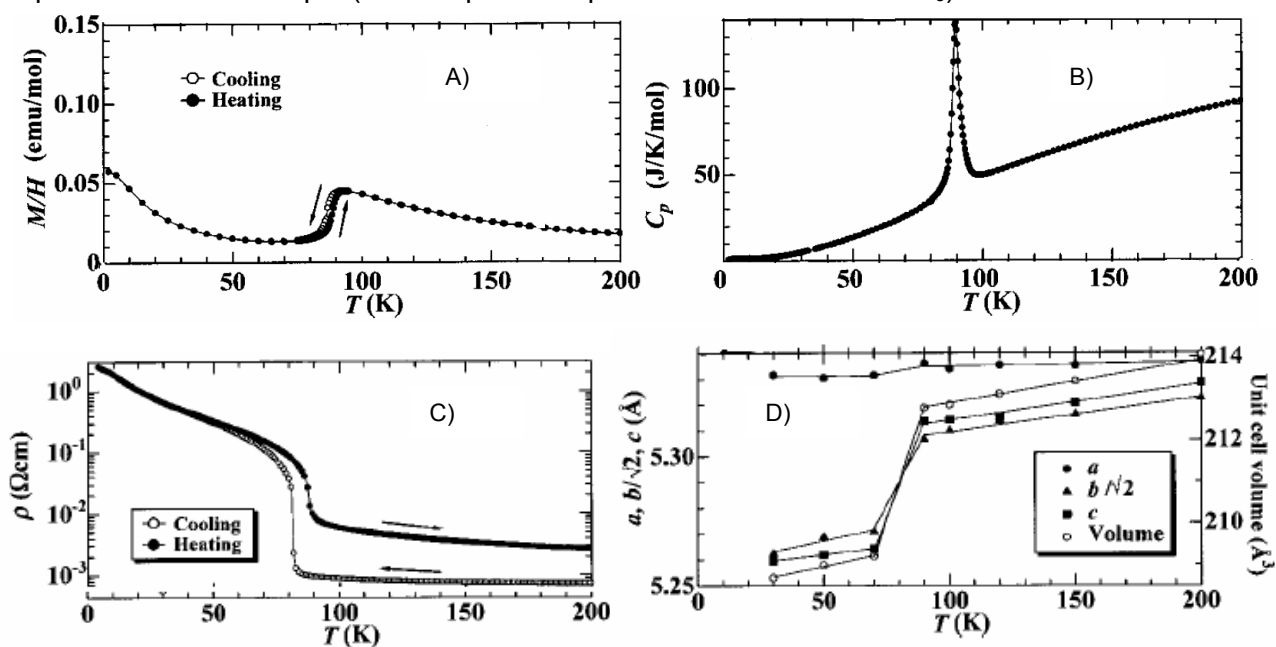 A)
0.15
0.10
0.05
0
M/H (emu/mol)
Cooling
Heating
0 50 100 150 200
T (K)
B)
100
50
C_p (J/K/mol)
0 50 100 150 200
T (K)
C)
10^0
10^-1
10^-2
10^-3
ρ (Ωcm)
Cooling
Heating
0 50 100 150 200
T (K)
D)
5.30
5.25
a, b/√2, c (Å)
214
212
210
Unit cell volume (Å^3)
a
b/√2
c
Volume
0 50 100 150 200
T (K)